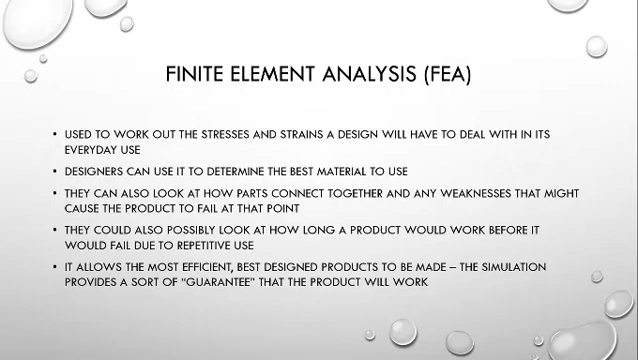 FINITE ELEMENT ANALYSIS (FEA)
• USED TO WORK OUT THE STRESSES AND STRAINS A DESIGN WILL HAVE TO DEAL WITH IN ITS
EVERYDAY USE
• DESIGNERS CAN USE IT TO DETERMINE THE BEST MATERIAL TO USE
• THEY CAN ALSO LOOK AT HOW PARTS CONNECT TOGETHER AND ANY WEAKNESSES THAT MIGHT
CAUSE THE PRODUCT TO FAIL AT THAT POINT
• THEY COULD ALSO POSSIBLY LOOK AT HOW LONG A PRODUCT WOULD WORK BEFORE IT
WOULD FAIL DUE TO REPETITIVE USE
• IT ALLOWS THE MOST EFFICIENT, BEST DESIGNED PRODUCTS TO BE MADE – THE SIMULATION
PROVIDES A SORT OF “GUARANTEE” THAT THE PRODUCT WILL WORK